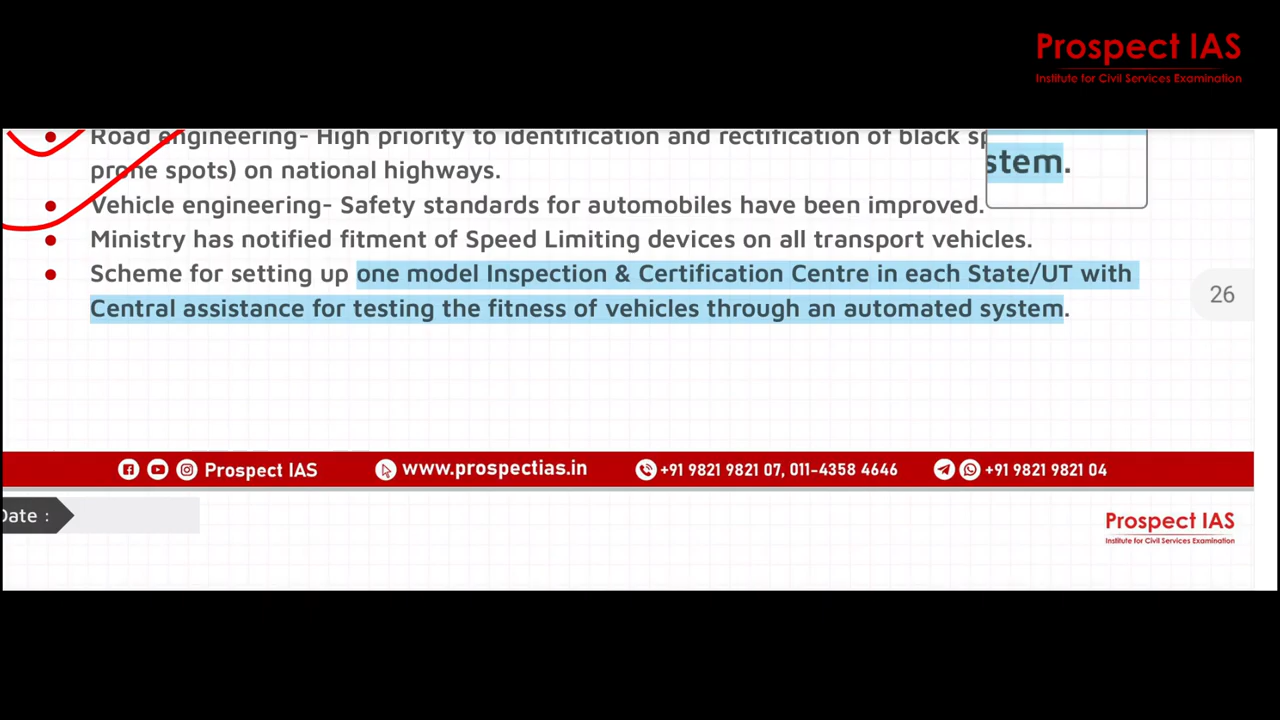 Prospect IAS
Institute for Civil Services Examination
Road engineering- High priority to identification and rectification of black
prone spots) on national highways.
stem.
Vehicle engineering- Safety standards for automobiles have been improved.
Ministry has notified fitment of Speed Limiting devices on all transport vehicles.
Scheme for setting up one model Inspection & Certification Centre in each State/UT with
Central assistance for testing the fitness of vehicles through an automated system.
26
Prospect IAS www.prospectias.in +91 9821 9821 07, 011-4358 4646 +91 9821 9821 04
Date :
Prospect IAS
Institute for Civil Services Examination